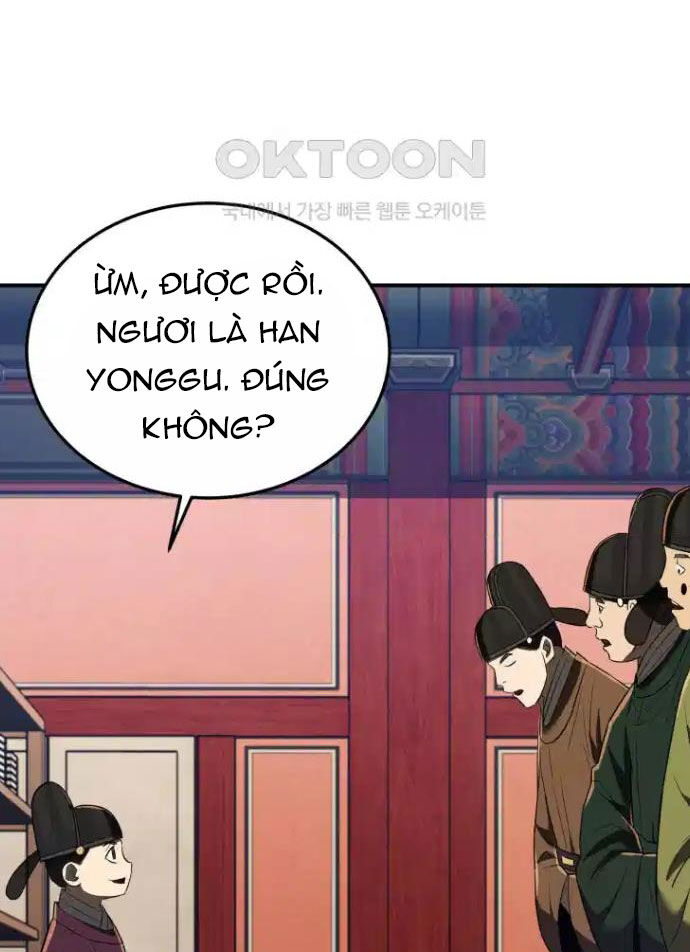 OKTOON
국내에서 가장 빠른 웹툰 오케이툰
ỪM, ĐƯỢC RỒI.
NGƯƠI LÀ HAN
YONGGU. ĐÚNG
KHÔNG?